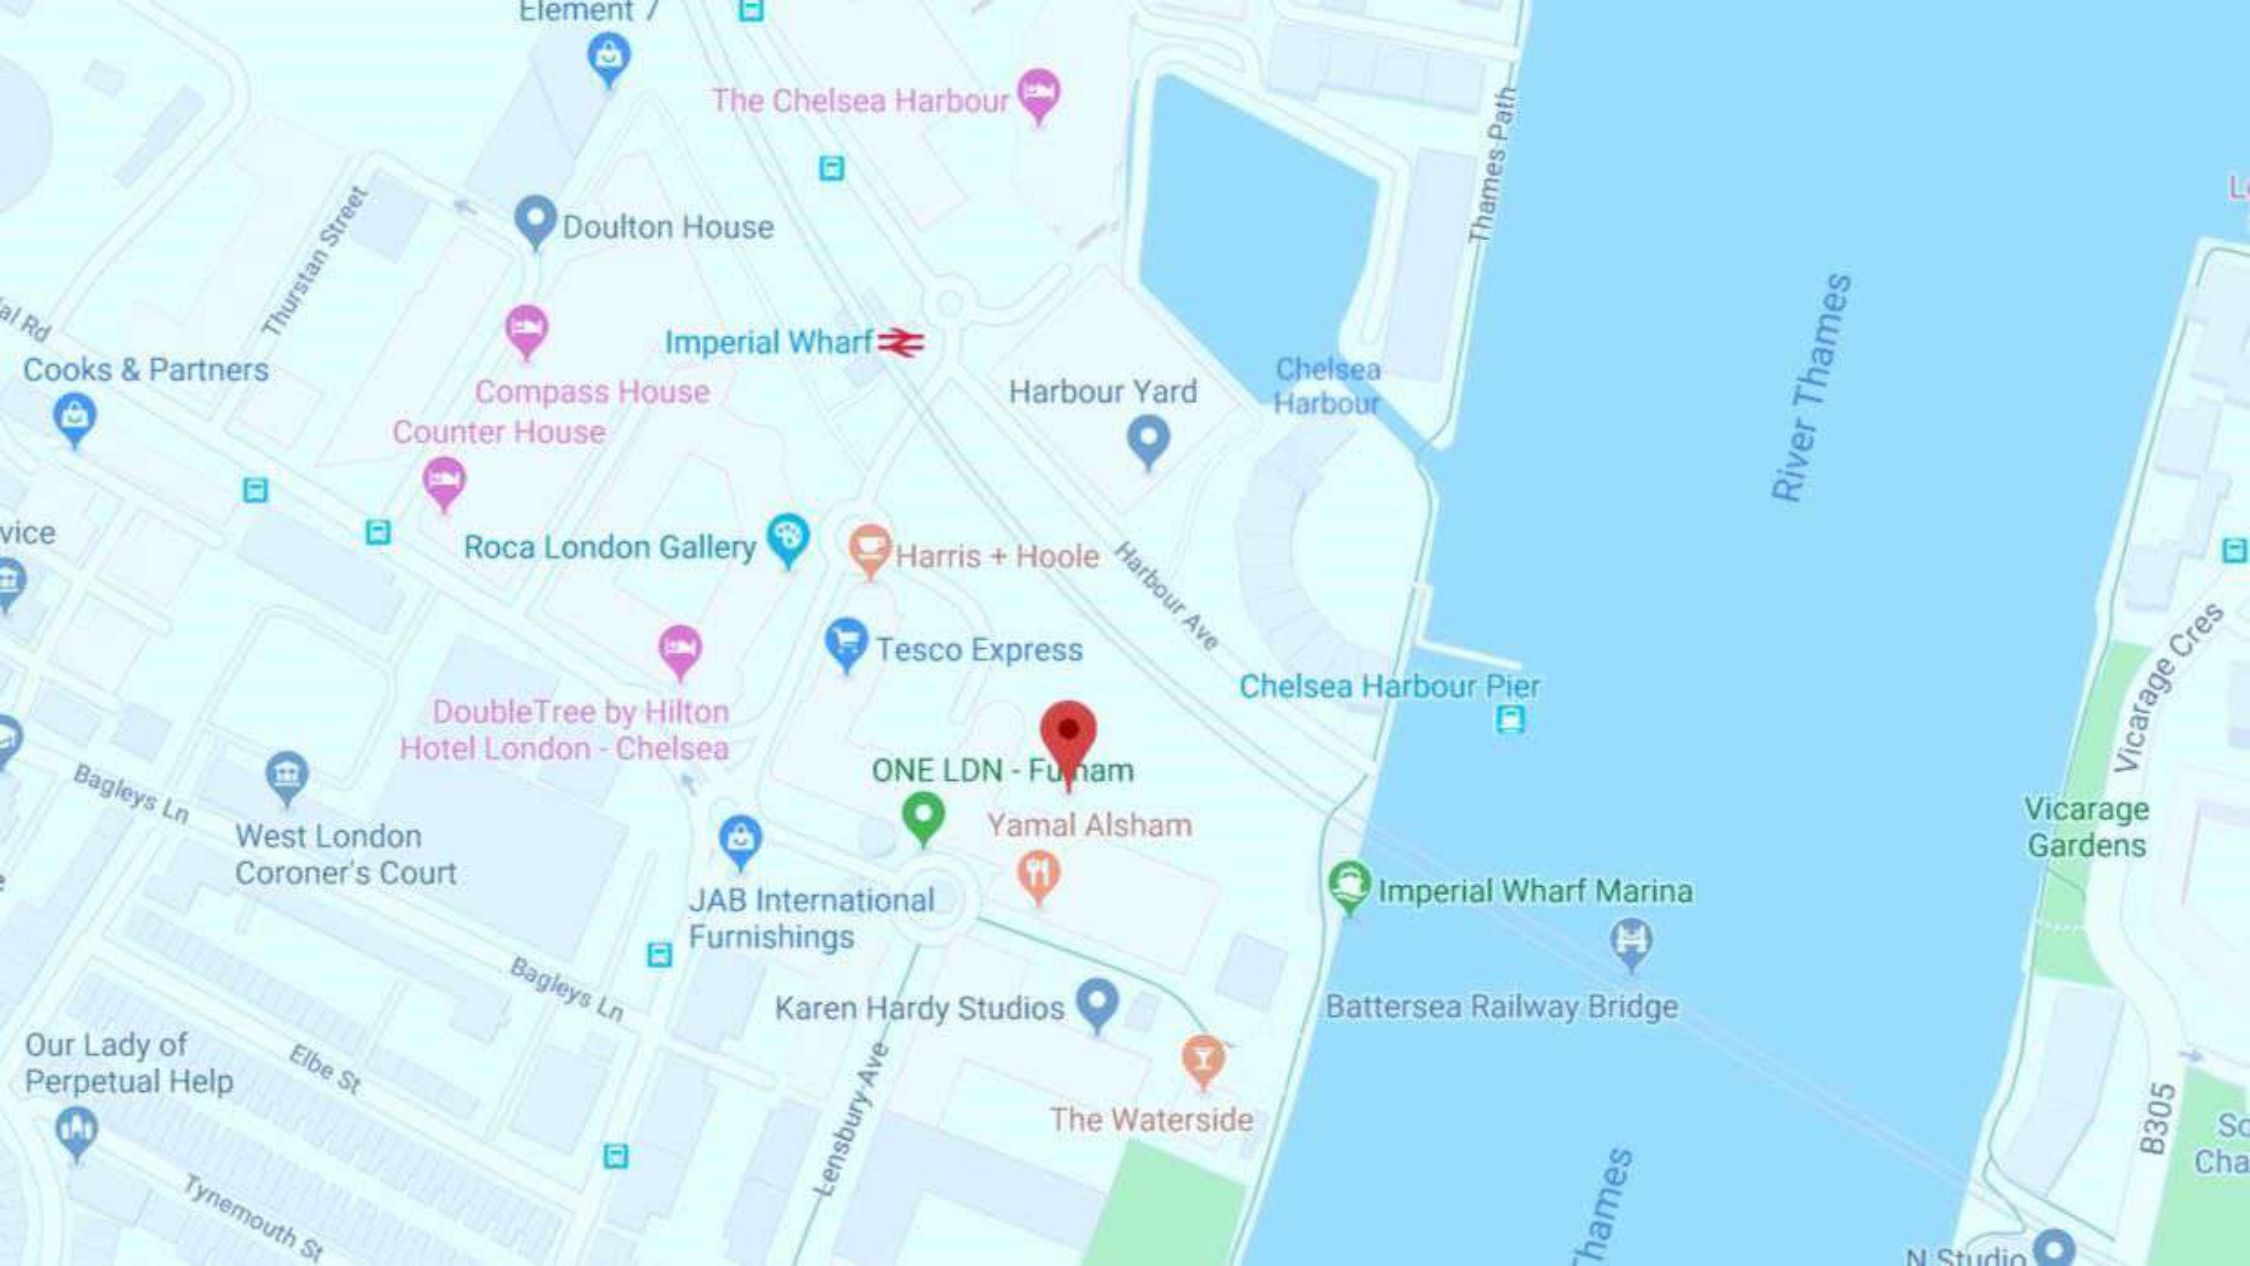 Element 7
The Chelsea Harbour
Thames Path
Doulton House
Thurstan Street
River Thames
al Rd
Imperial Wharf
Cooks & Partners
Compass House
Harbour Yard
Chelsea
Harbour
Counter House
vice
Roca London Gallery
Harris + Hoole
Harbour Ave
Tesco Express
Vicarage Cres
Chelsea Harbour Pier
DoubleTree by Hilton
Hotel London - Chelsea
ONE LDN - Fulham
Bagleys Ln
Yamal Alsham
Vicarage
Gardens
West London
Coroner's Court
Imperial Wharf Marina
JAB International
Furnishings
Bagleys Ln
Karen Hardy Studios
Battersea Railway Bridge
Our Lady of
Perpetual Help
Elbe St
Lensbury Ave
The Waterside
B305
So
Cha
Thames
Tynemouth St
N Studio